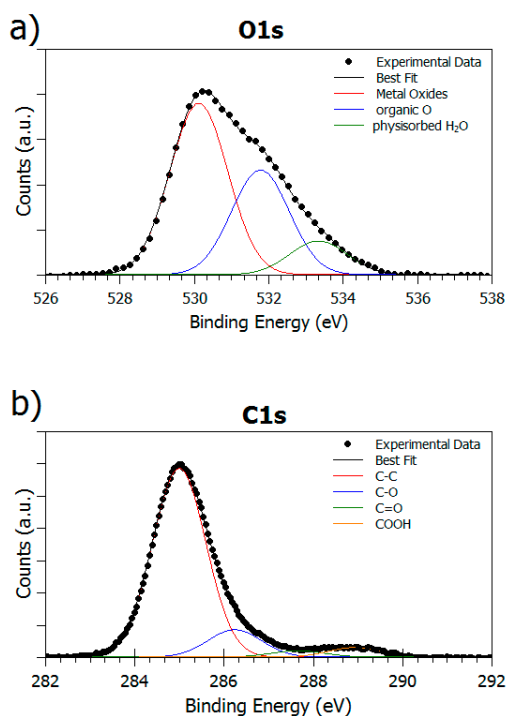 a)
O1s
Experimental Data
Best Fit
Metal Oxides
organic O
physisorbed H₂O
Counts (a.u.)
526 528 530 532 534 536 538
Binding Energy (eV)
b)
C1s
Experimental Data
Best Fit
C-C
C-O
C=O
COOH
Counts (a.u.)
282 284 286 288 290 292
Binding Energy (eV)